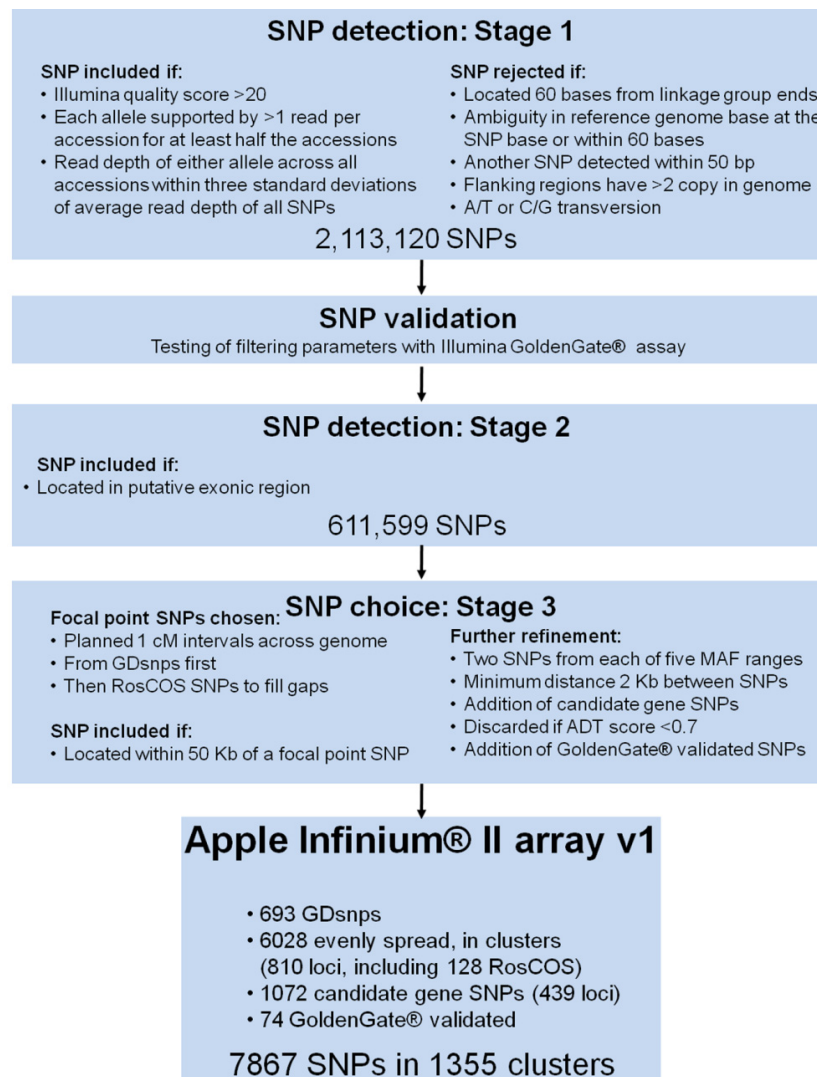 SNP detection: Stage 1
SNP included if:
• Illumina quality score >20
• Each allele supported by >1 read per
accession for at least half the accessions
• Read depth of either allele across all
accessions within three standard deviations
of average read depth of all SNPs
SNP rejected if:
• Located 60 bases from linkage group ends
• Ambiguity in reference genome base at the
SNP base or within 60 bases
• Another SNP detected within 50 bp
• Flanking regions have >2 copy in genome
• A/T or C/G transversion
2,113,120 SNPs
SNP validation
Testing of filtering parameters with Illumina GoldenGate® assay
SNP detection: Stage 2
SNP included if:
• Located in putative exonic region
611,599 SNPs
SNP choice: Stage 3
Focal point SNPs chosen:
• Planned 1 cM intervals across genome
• From GDsnps first
• Then RosCOS SNPs to fill gaps
SNP included if:
• Located within 50 Kb of a focal point SNP
Further refinement:
• Two SNPs from each of five MAF ranges
• Minimum distance 2 Kb between SNPs
• Addition of candidate gene SNPs
• Discarded if ADT score <0.7
• Addition of GoldenGate® validated SNPs
Apple Infinium® II array v1
• 693 GDsnps
• 6028 evenly spread, in clusters
(810 loci, including 128 RosCOS)
• 1072 candidate gene SNPs (439 loci)
• 74 GoldenGate® validated
7867 SNPs in 1355 clusters